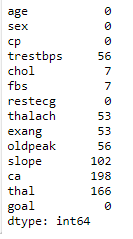 age 0
sex 0
cp 0
trestbps 56
chol 7
fbs 7
restecg 0
thalach 53
exang 53
oldpeak 56
slope 102
ca 198
thal 166
goal 0
dtype: int64